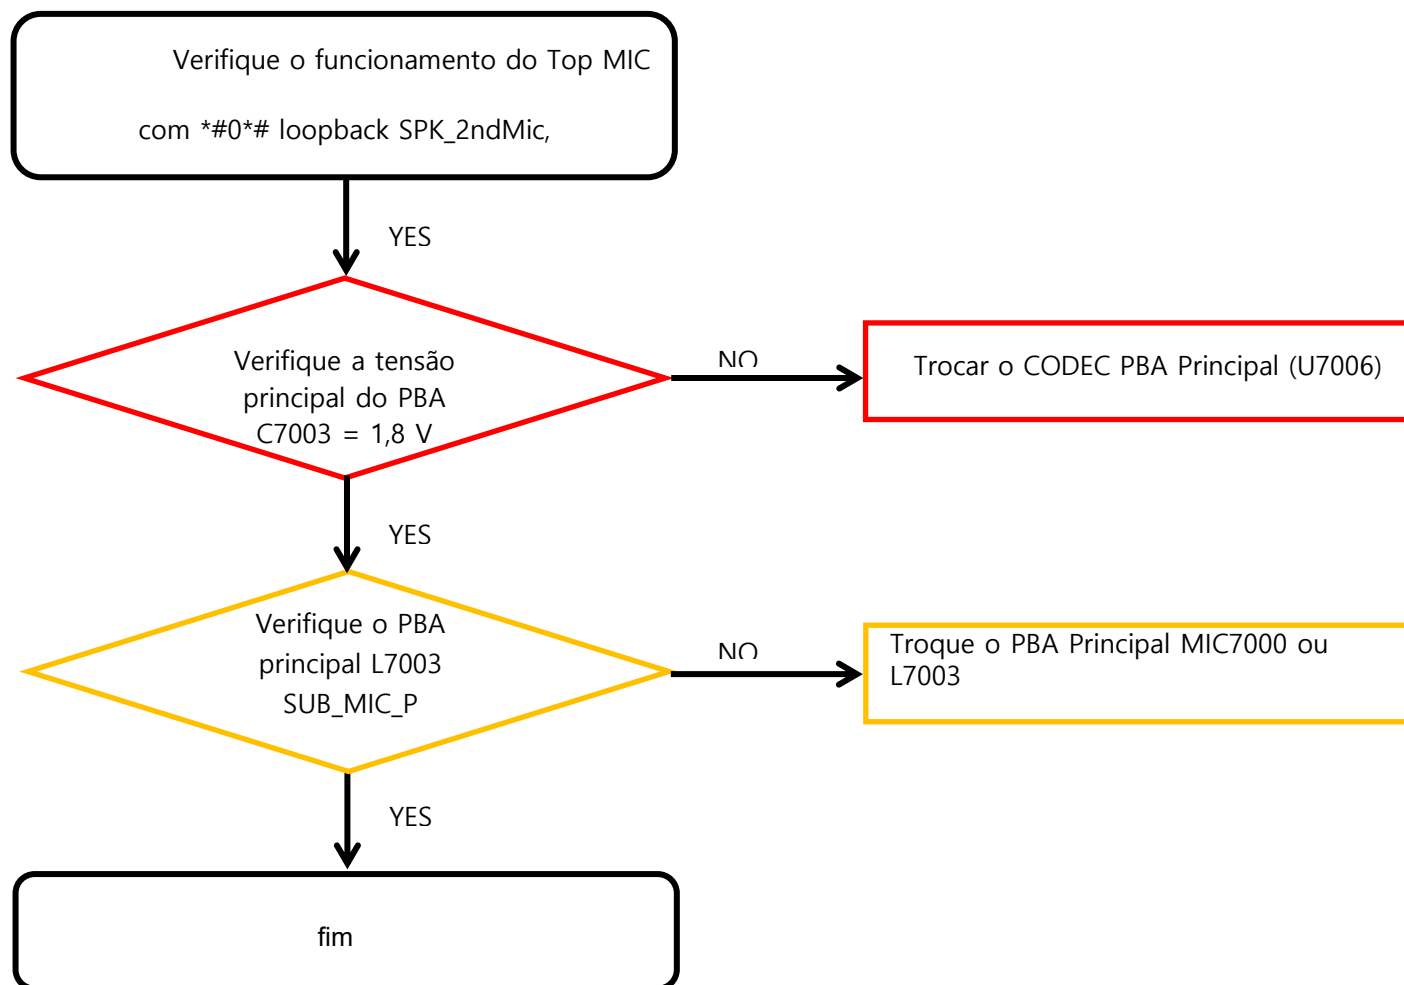 Verifique o funcionamento do Top MIC
com *#0*# loopback SPK_2ndMic,
YES
Verifique a tensão
principal do PBA
C7003 = 1,8 V
NO
Trocar o CODEC PBA Principal (U7006)
YES
Verifique o PBA
principal L7003
SUB_MIC_P
NO
Troque o PBA Principal MIC7000 ou
L7003
YES
fim